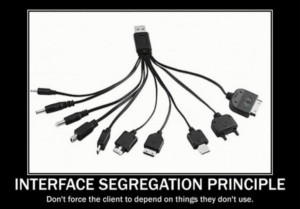 INTERFACE SEGREGATION PRINCIPLE
Don't force the client to depend on things they don't use.